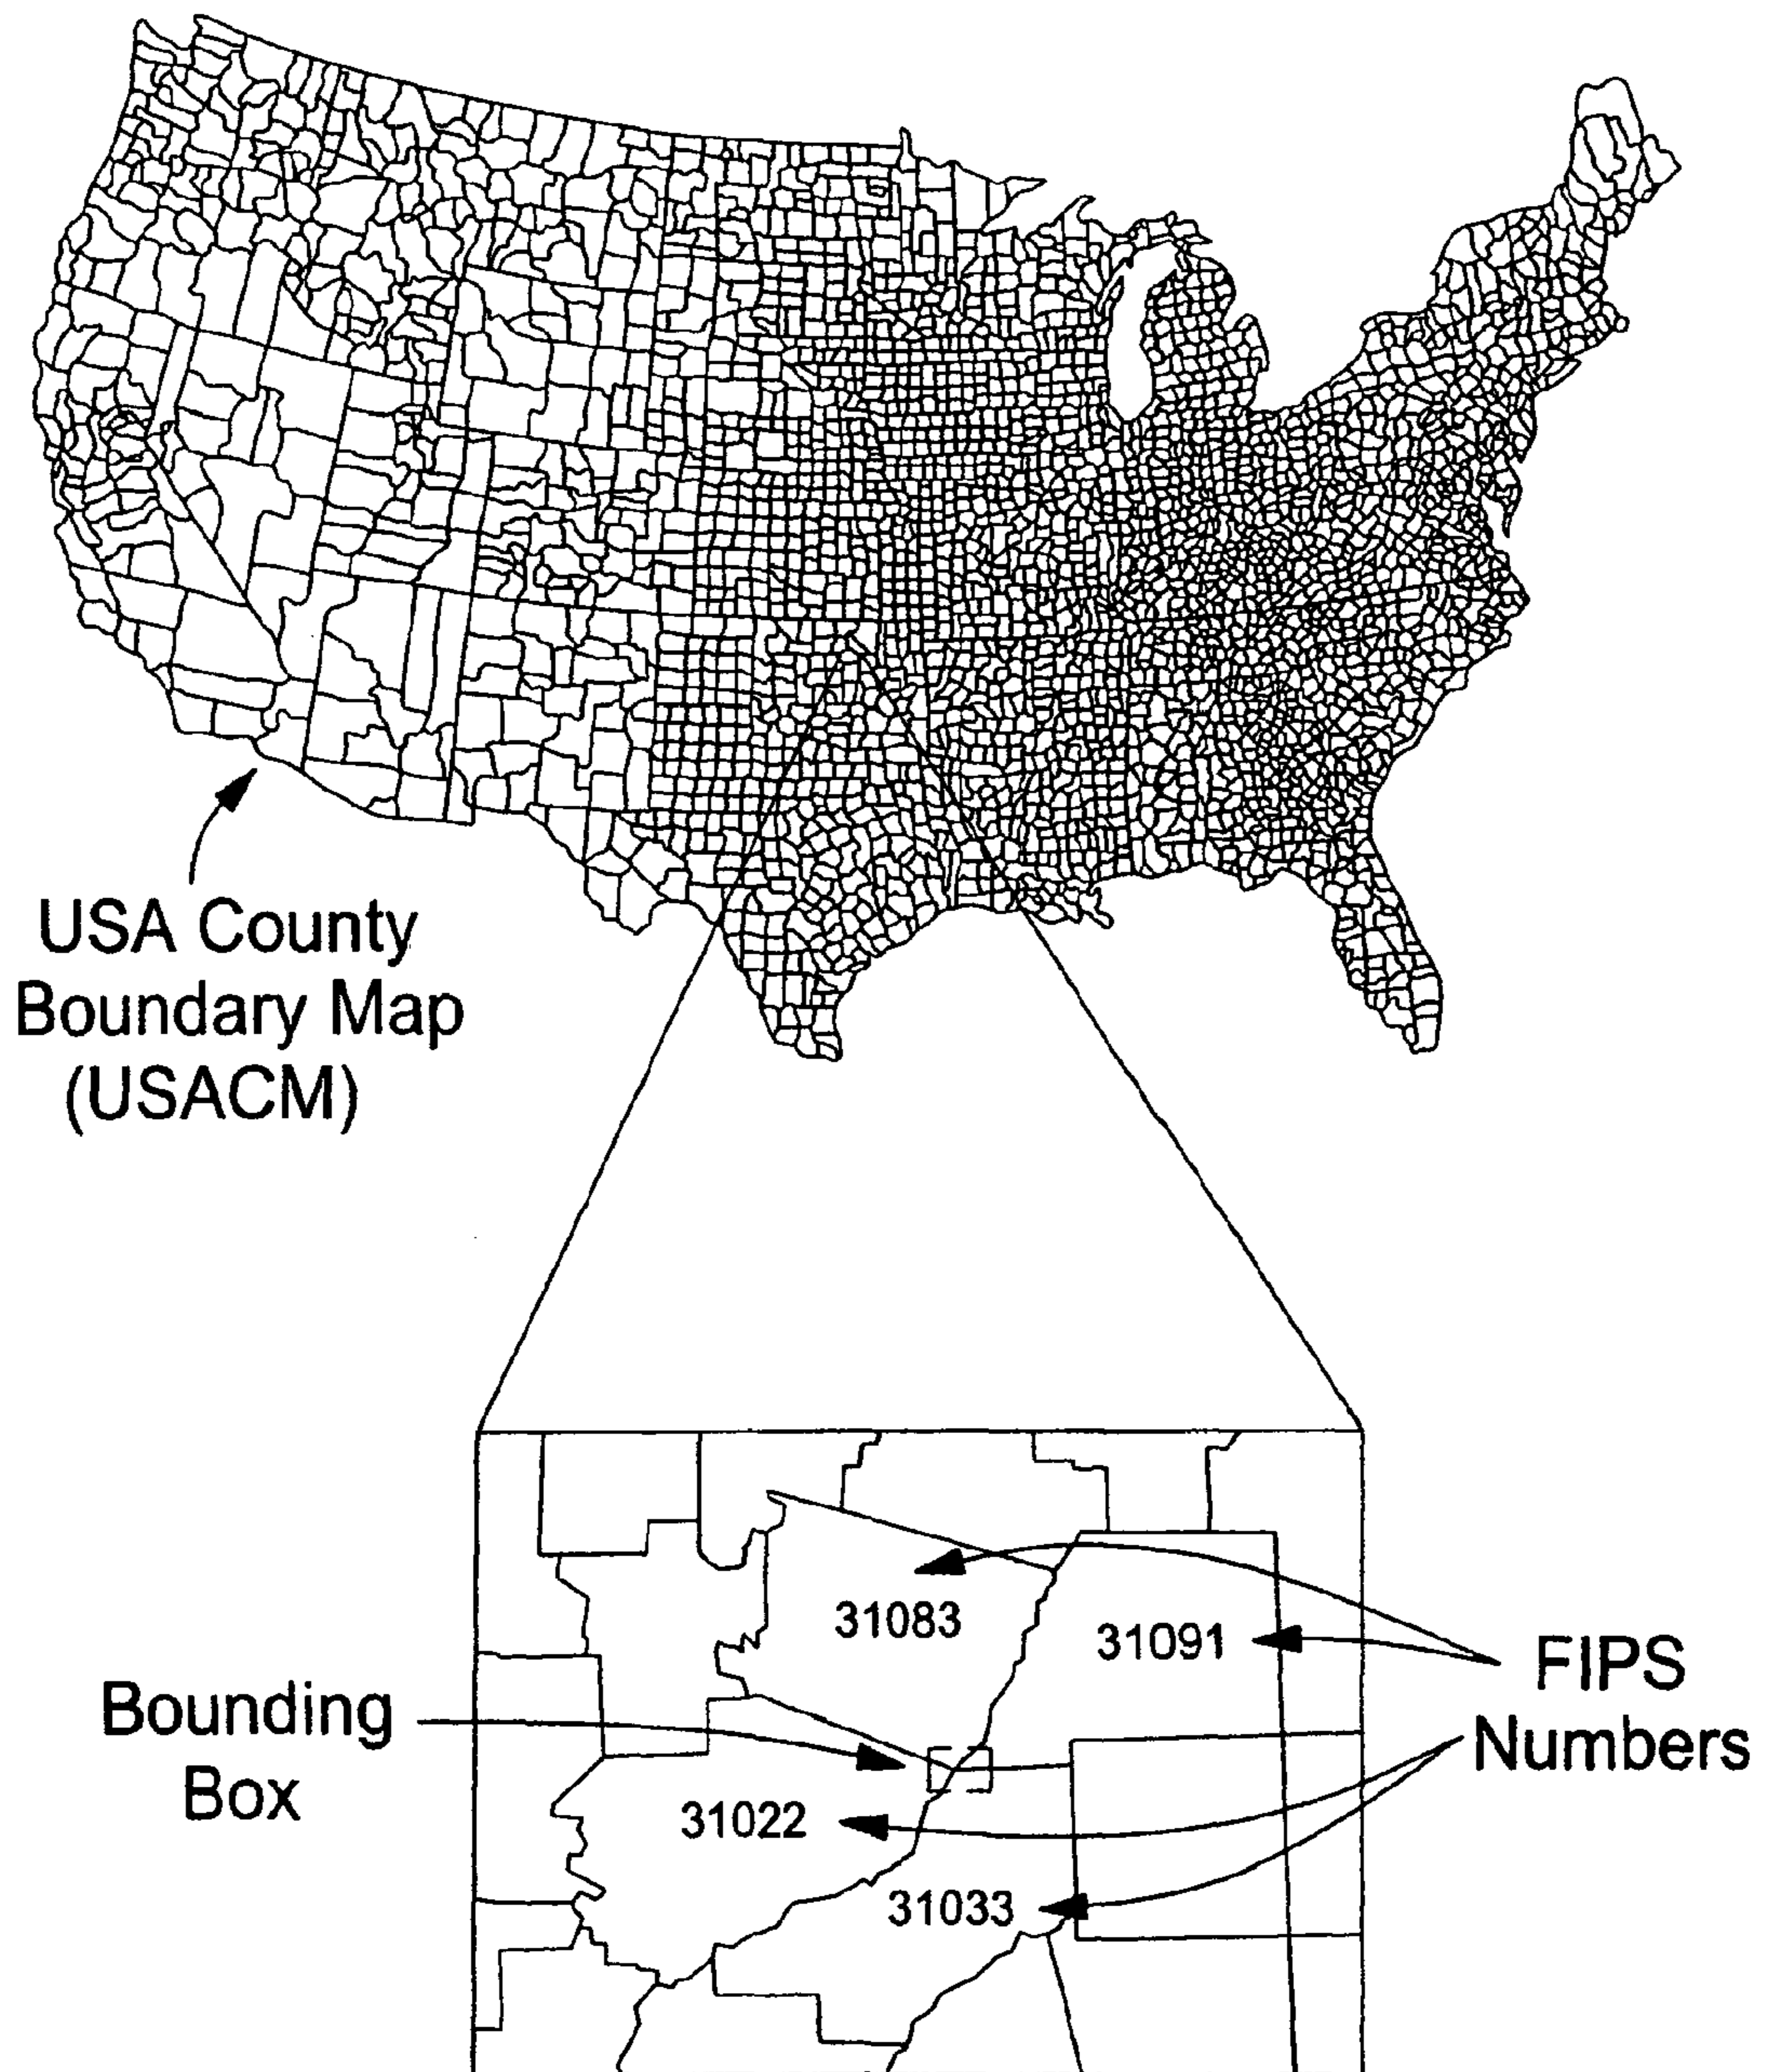 USA County
Boundary Map
(USACM)
31083
31091
FIPS
Numbers
Bounding
Box
31022
31033